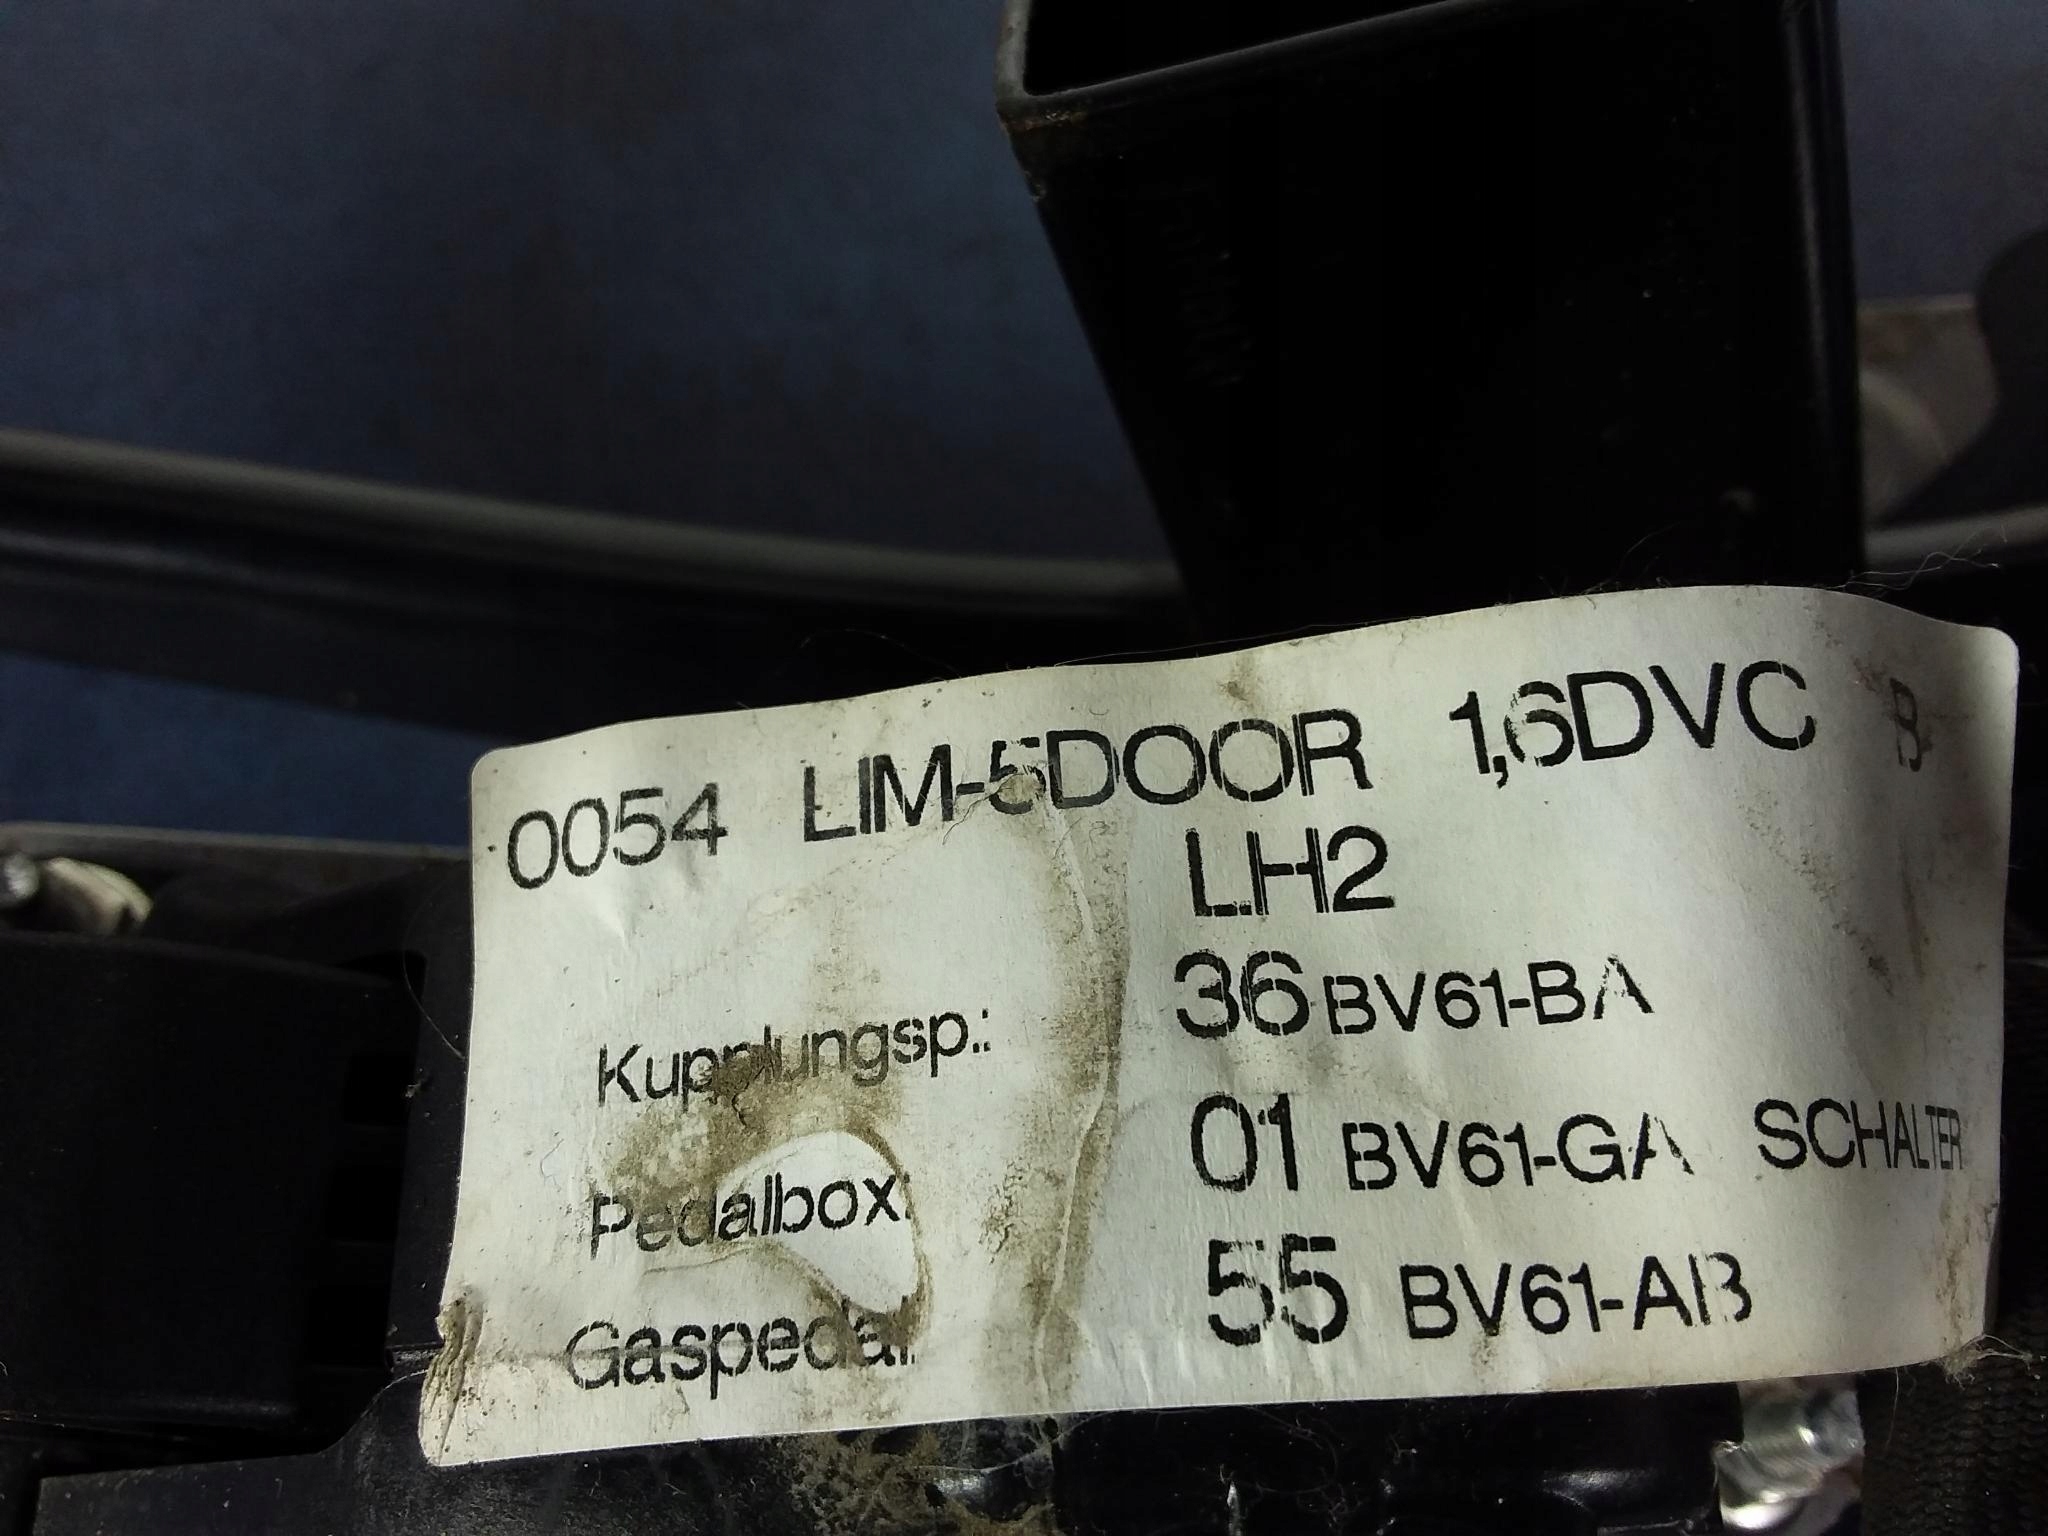 0054 LIM-5DOOR 1,6DVC B
LH2
Kupplungsp.: 36 BV61-BA
Pedalbox: 01 BV61-GA SCHALTER
Gaspedal: 55 BV61-AB